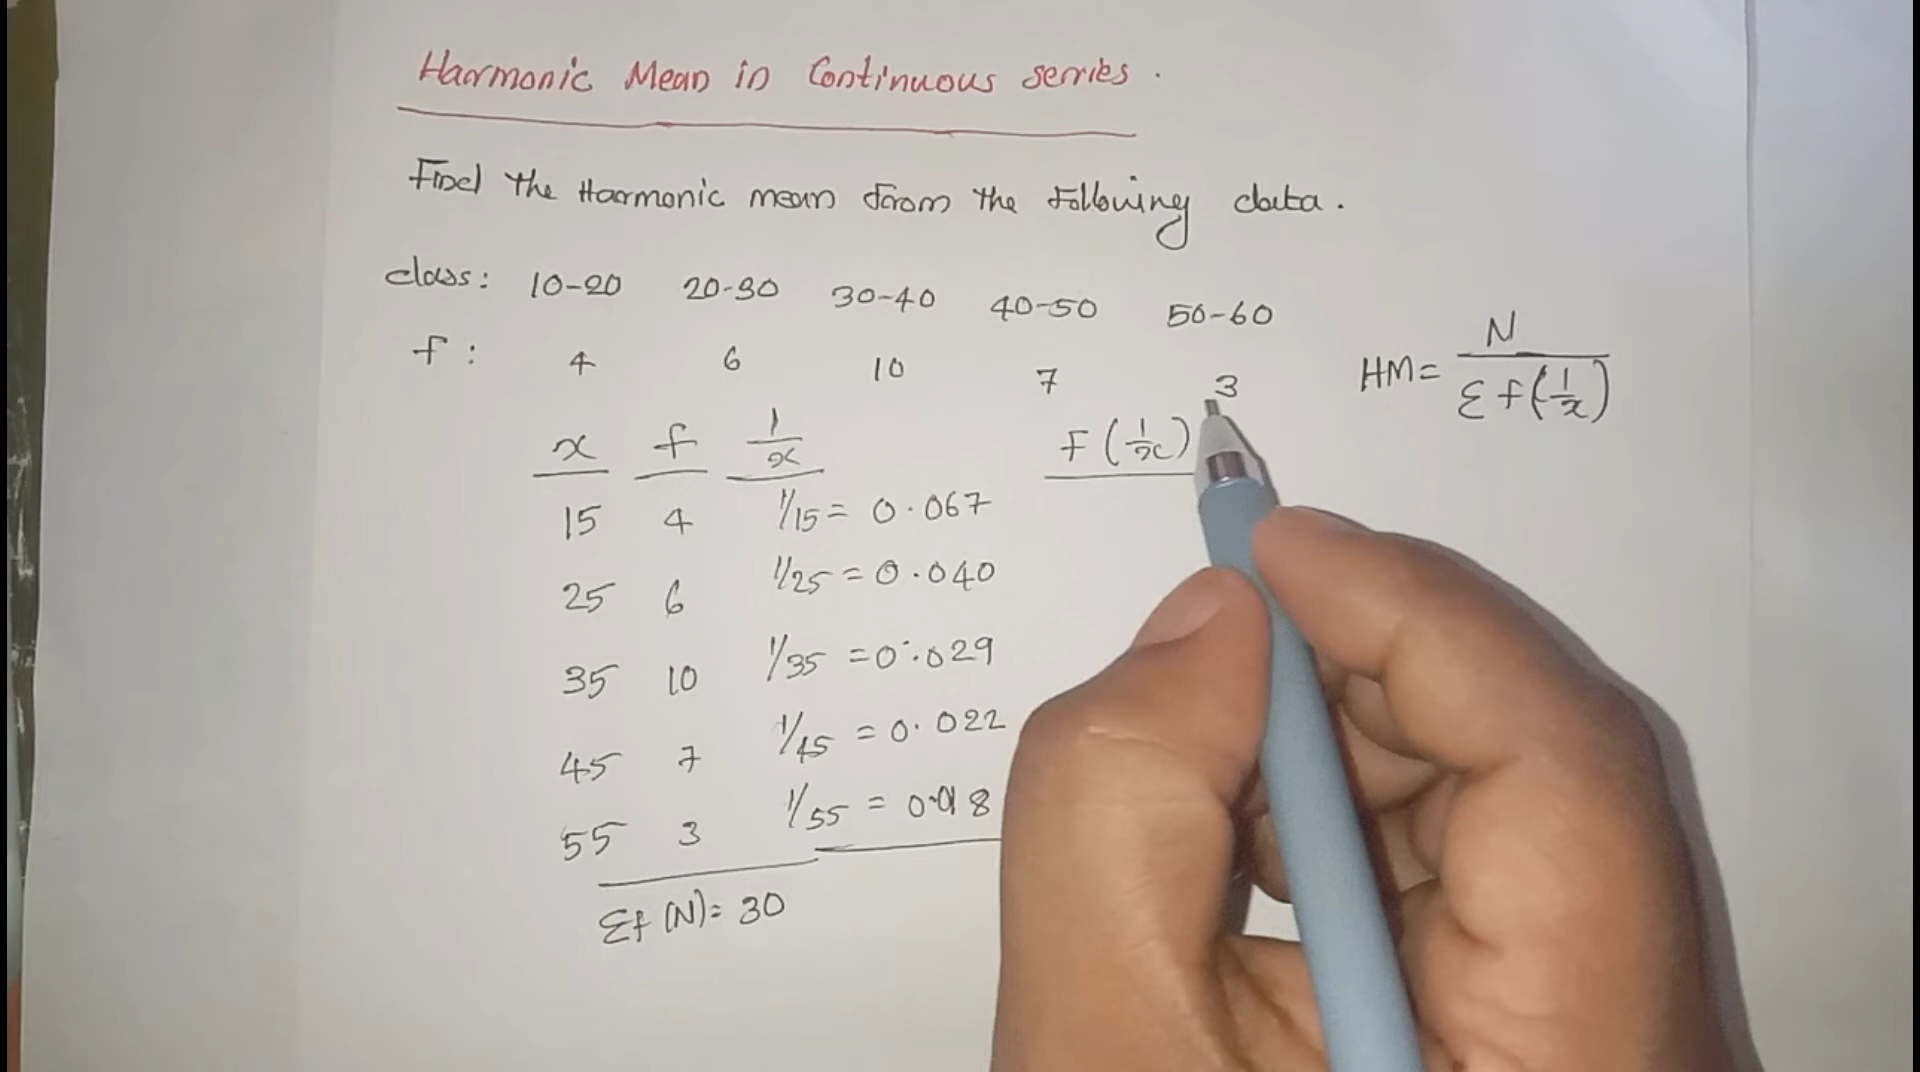 Harmonic Mean in Continuous series.
Find the Harmonic mean from the following data.
class: 10-20 20-30 30-40 40-50 50-60
f: 4 6 10 7 3
HM = N / Σf(1/x)
x f 1/x F(1/x)
15 4 1/15 = 0.067
25 6 1/25 = 0.040
35 10 1/35 = 0.029
45 7 1/45 = 0.022
55 3 1/55 = 0.018
Σf (N) = 30